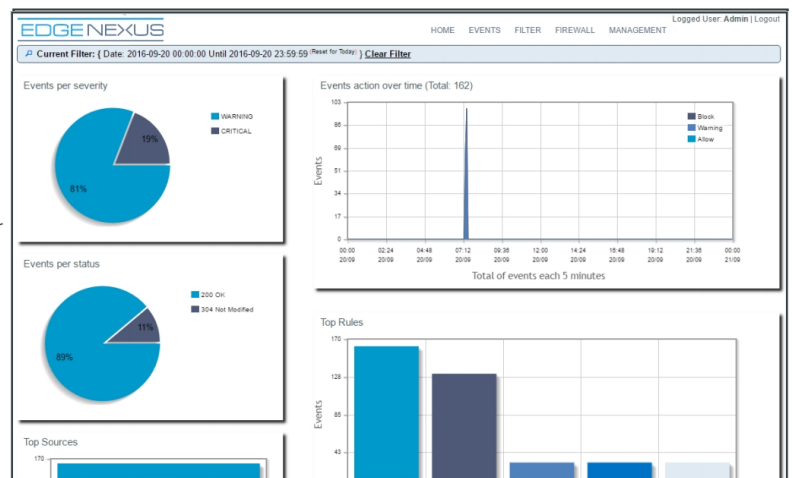 EDGENEXUS
Logged User: Admin | Logout
HOME EVENTS FILTER FIREWALL MANAGEMENT
Current Filter: { Date: 2016-09-20 00:00:00 Until 2016-09-20 23:59:59 (Reset for Today) } Clear Filter
Events per severity
WARNING
CRITICAL
19%
81%
Events action over time (Total: 162)
103
86
69
51
34
17
0
Events
Block
Warning
Allow
00:00 02:24 04:48 07:12 09:36 12:00 14:24 16:48 19:12 21:36 00:00
20/09 20/09 20/09 20/09 20/09 20/09 20/09 20/09 20/09 20/09 21/09
Total of events each 5 minutes
Events per status
200 OK
304 Not Modified
11%
89%
Top Rules
170
128
85
43
Events
Top Sources
170